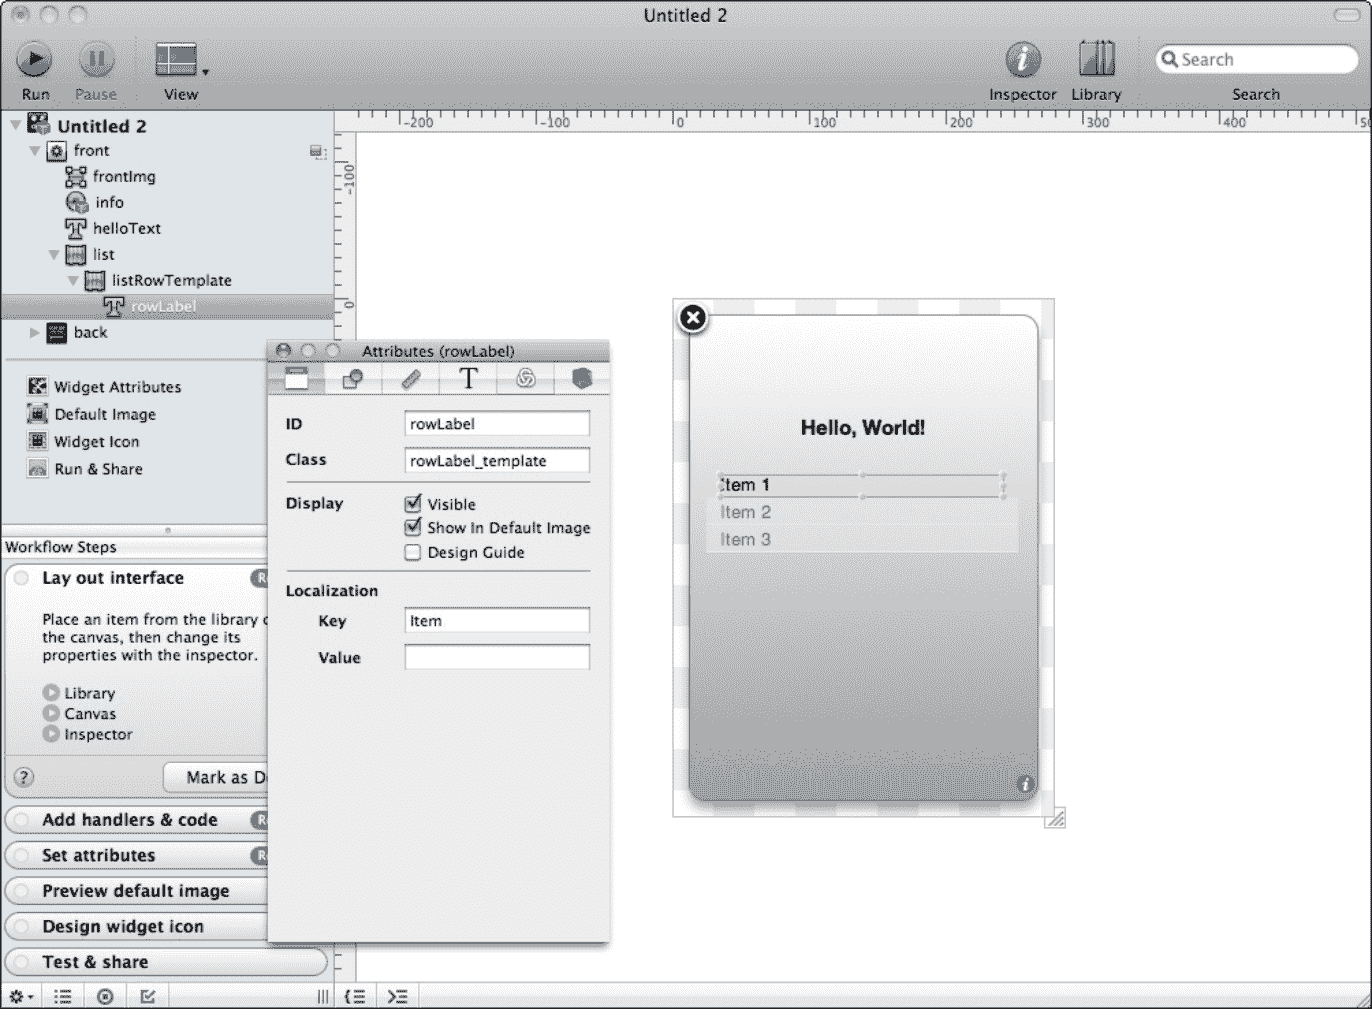 Untitled 2
Run
Pause
View
Inspector
Library
Search
Search
Untitled 2
front
frontImg
info
helloText
list
listRowTemplate
rowLabel
back
Widget Attributes
Default Image
Widget Icon
Run & Share
Workflow Steps
Lay out interface
Place an item from the library
the canvas, then change its
properties with the inspector.
Library
Canvas
Inspector
?
Mark as D
Add handlers & code
Set attributes
Preview default image
Design widget icon
Test & share
Attributes (rowLabel)
T
ID rowLabel
Class rowLabel_template
Display Visible
Show In Default Image
Design Guide
Localization
Key Item
Value
-200 -100 0 100 200 300 400
-100
0
Hello, World!
Item 1
Item 2
Item 3
i